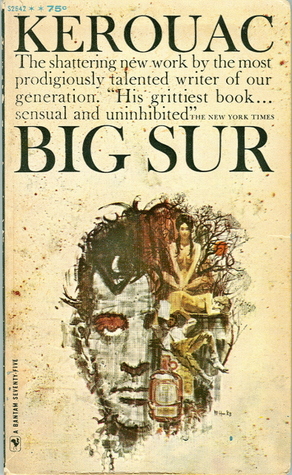 S2547 ★ ★ 75¢
KEROUAC
The shattering new work by the most
prodigiously talented writer of our
generation. "His grittiest book...
sensual and uninhibited" THE NEW YORK TIMES
BIG SUR
A BANTAM SEVENTY-FIVE